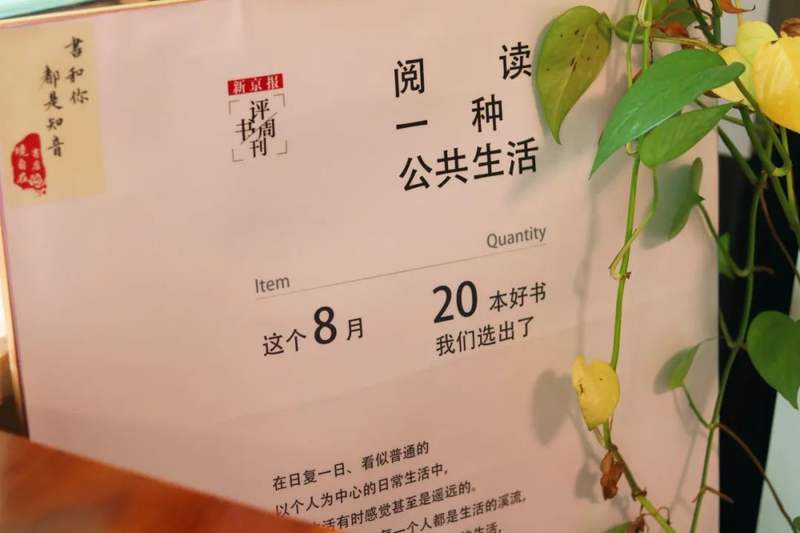 書和你
都是知音
新京报
书评周刊
阅读
一种
公共生活
Item
Quantity
这个8月
20本好书
我们选出了
在日复一日、看似普通的
以个人为中心的日常生活中，
活有时感觉甚至是遥远的。
一个人都是生活的溪流，